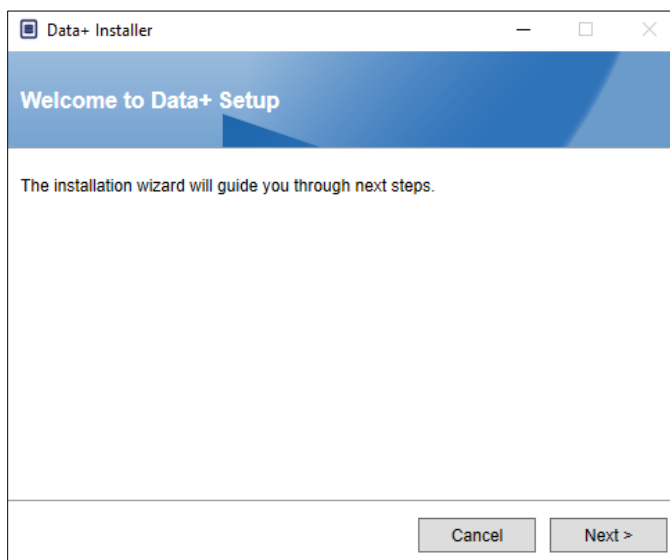 Data+ Installer
Welcome to Data+ Setup
The installation wizard will guide you through next steps.
Cancel
Next >